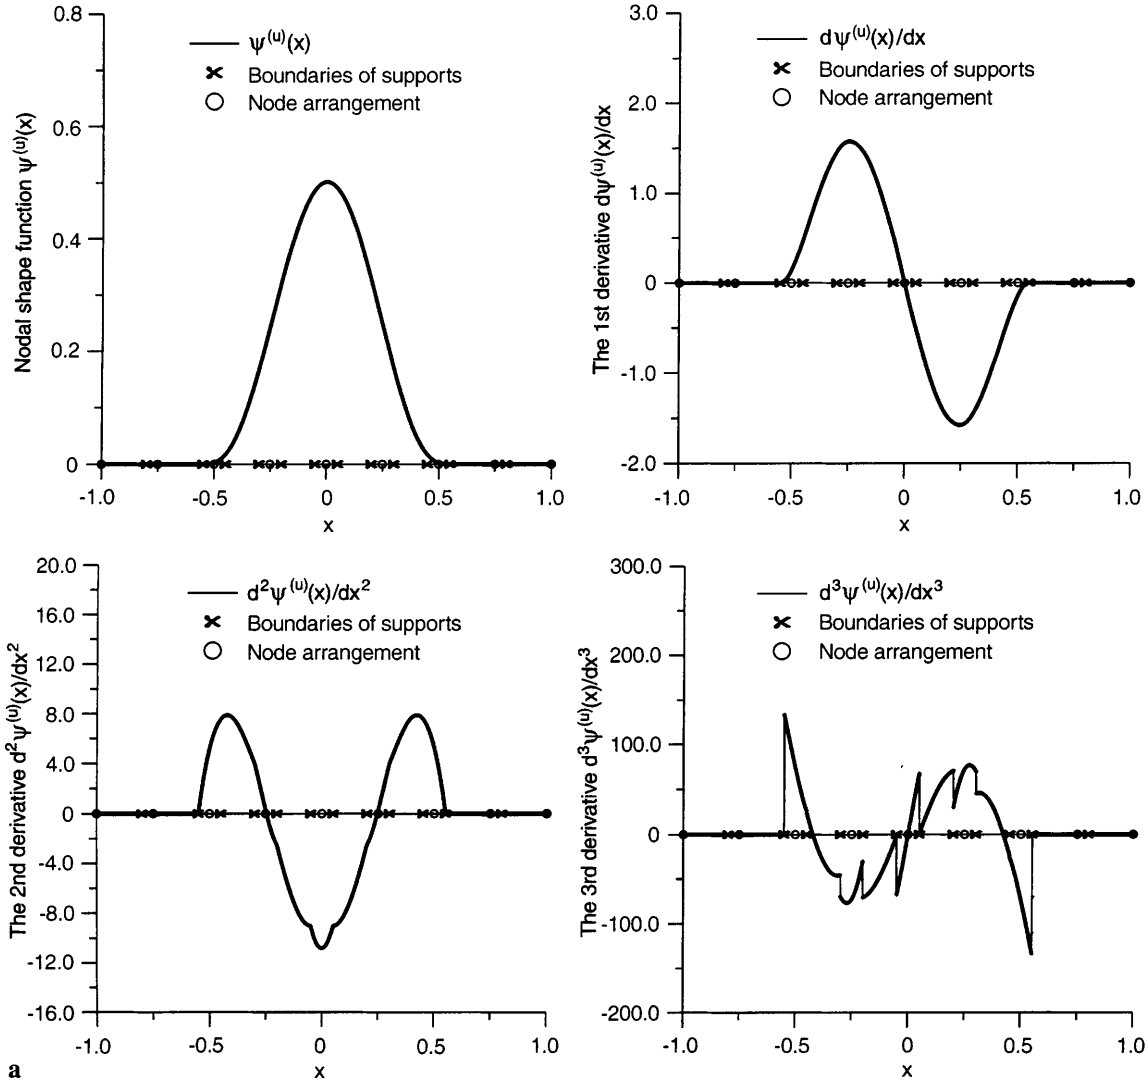 0.8
0.6
0.4
0.2
0
-1.0 -0.5 0 0.5 1.0
x
Nodal shape function ψ(u)(x)
ψ(u)(x)
Boundaries of supports
Node arrangement
3.0
2.0
1.0
0
-1.0
-2.0
-1.0 -0.5 0 0.5 1.0
x
The 1st derivative dψ(u)(x)/dx
dψ(u)(x)/dx
Boundaries of supports
Node arrangement
20.0
16.0
12.0
8.0
4.0
0
-4.0
-8.0
-12.0
-16.0
-1.0 -0.5 0 0.5 1.0
x
The 2nd derivative d²ψ(u)(x)/dx²
d²ψ(u)(x)/dx²
Boundaries of supports
Node arrangement
300.0
200.0
100.0
0
-100.0
-200.0
-1.0 -0.5 0 0.5 1.0
x
The 3rd derivative d³ψ(u)(x)/dx³
d³ψ(u)(x)/dx³
Boundaries of supports
Node arrangement
a